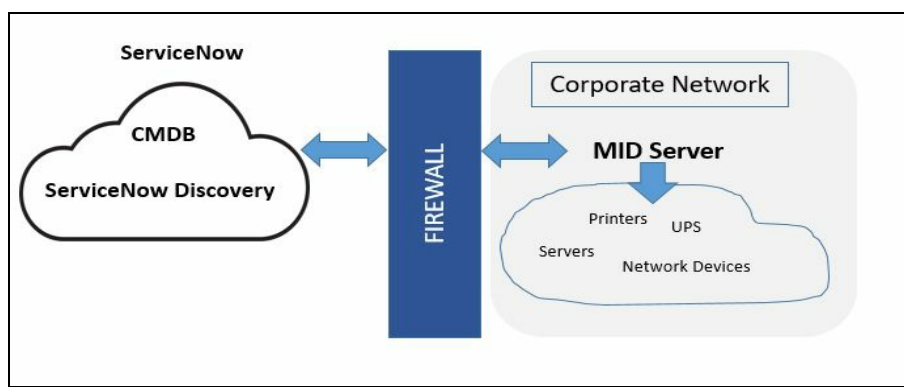 ServiceNow
CMDB
ServiceNow Discovery
FIREWALL
Corporate Network
MID Server
Printers
UPS
Servers
Network Devices